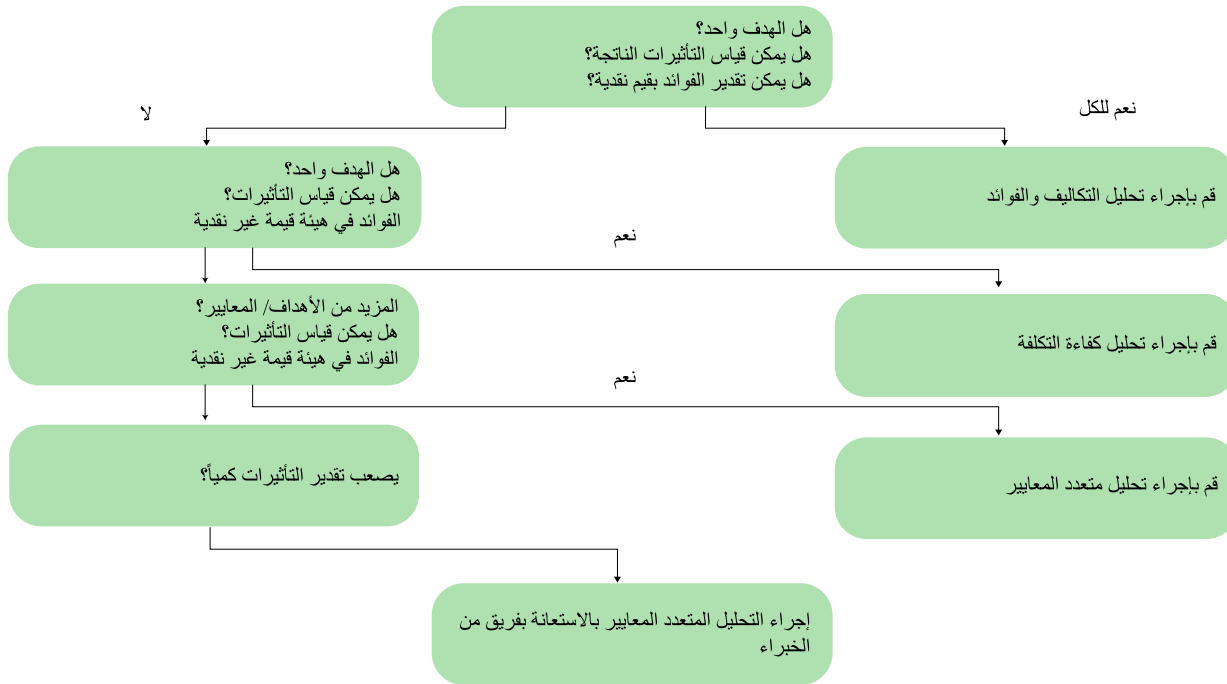 هل الهدف واحد؟
هل يمكن قياس التأثيرات الناتجة؟
هل يمكن تقدير الفوائد بقيم نقدية؟
نعم للكل
لا
قم بإجراء تحليل التكاليف والفوائد
هل الهدف واحد؟
هل يمكن قياس التأثيرات؟
الفوائد في هيئة قيمة غير نقدية
نعم
قم بإجراء تحليل كفاءة التكلفة
المزيد من الأهداف/ المعايير؟
هل يمكن قياس التأثيرات؟
الفوائد في هيئة قيمة غير نقدية
نعم
قم بإجراء تحليل متعدد المعايير
يصعب تقدير التأثيرات كمياً؟
إجراء التحليل المتعدد المعايير بالاستعانة بفريق من
الخبراء